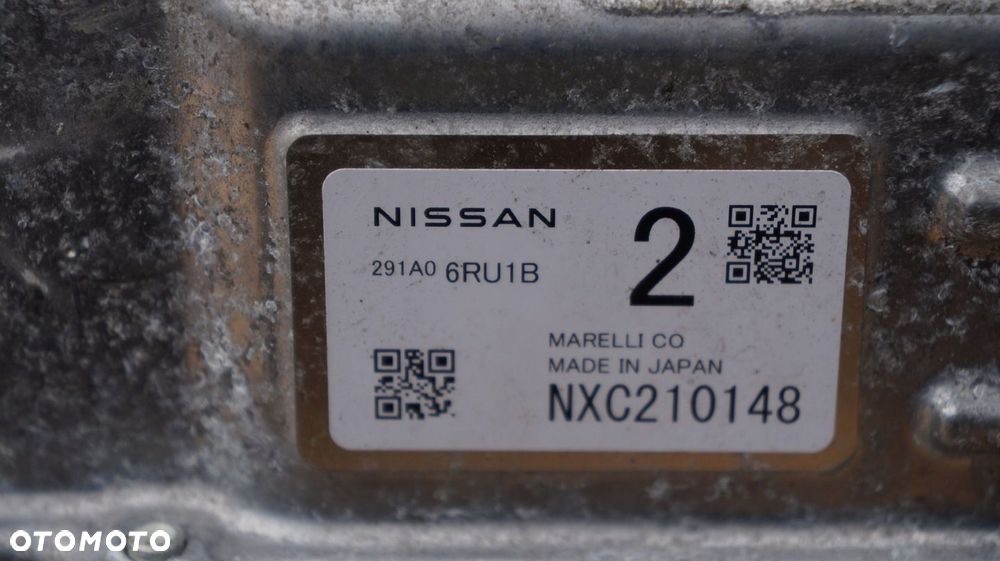 NISSAN
291A0 6RU1B
2
MARELLI CO
MADE IN JAPAN
NXC210148
OTOMOTO